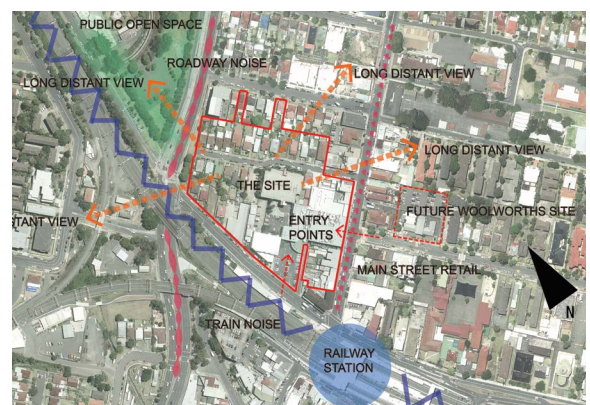 PUBLIC OPEN SPACE
ROADWAY NOISE
LONG DISTANT VIEW
LONG DISTANT VIEW
LONG DISTANT VIEW
THE SITE
TANT VIEW
ENTRY
POINTS
FUTURE WOOLWORTHS SITE
MAIN STREET RETAIL
N
TRAIN NOISE
RAILWAY
STATION